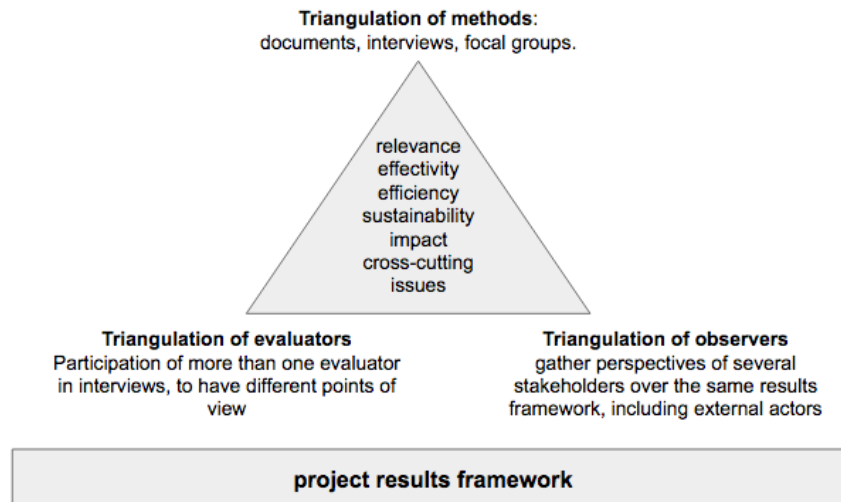 Triangulation of methods:
documents, interviews, focal groups.
relevance
effectivity
efficiency
sustainability
impact
cross-cutting
issues
Triangulation of evaluators
Participation of more than one evaluator
in interviews, to have different points of
view
Triangulation of observers
gather perspectives of several
stakeholders over the same results
framework, including external actors
project results framework